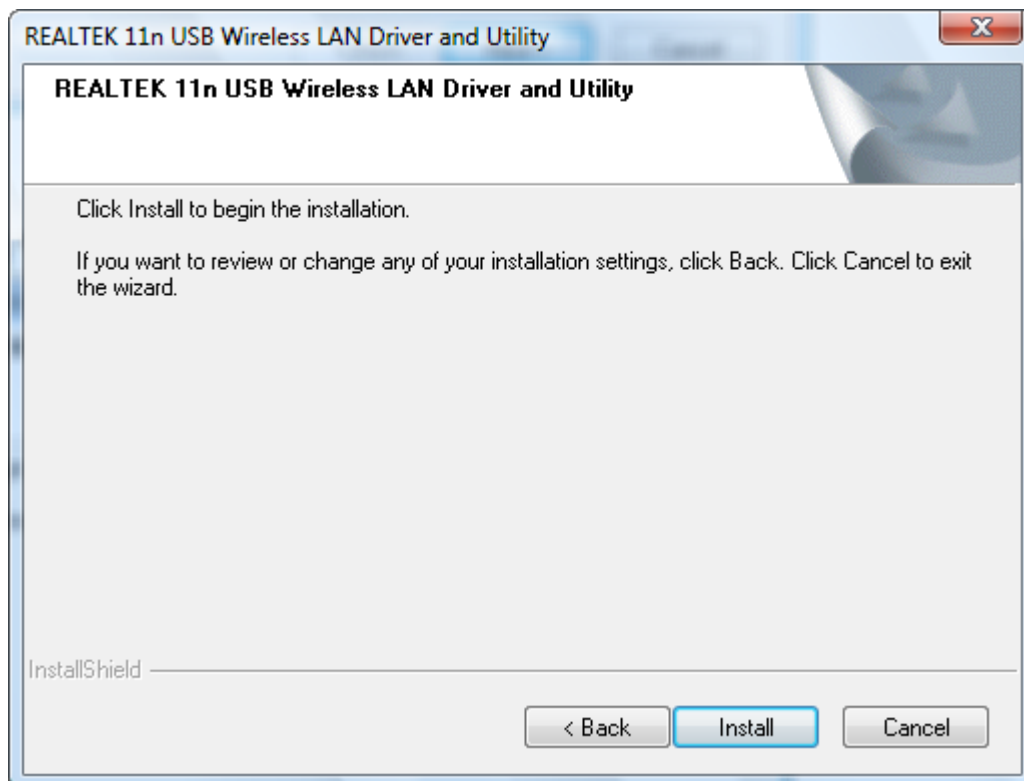 REALTEK 11n USB Wireless LAN Driver and Utility
REALTEK 11n USB Wireless LAN Driver and Utility
Click Install to begin the installation.
If you want to review or change any of your installation settings, click Back. Click Cancel to exit
the wizard.
InstallShield
< Back Install Cancel